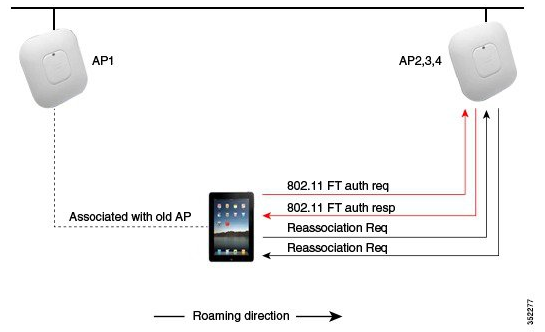 AP1
AP2,3,4
802.11 FT auth req
802.11 FT auth resp
Associated with old AP
Reassociation Req
Reassociation Req
Roaming direction
352277